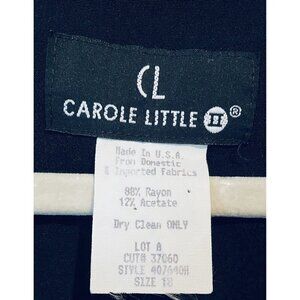 CL
CAROLE LITTLE II ®
Made In U.S.A.
From Domestic
& Imported Fabrics
88% Rayon
12% Acetate
Dry Clean ONLY
LOT A
CUT# 37060
STYLE 407640H
SIZE 18